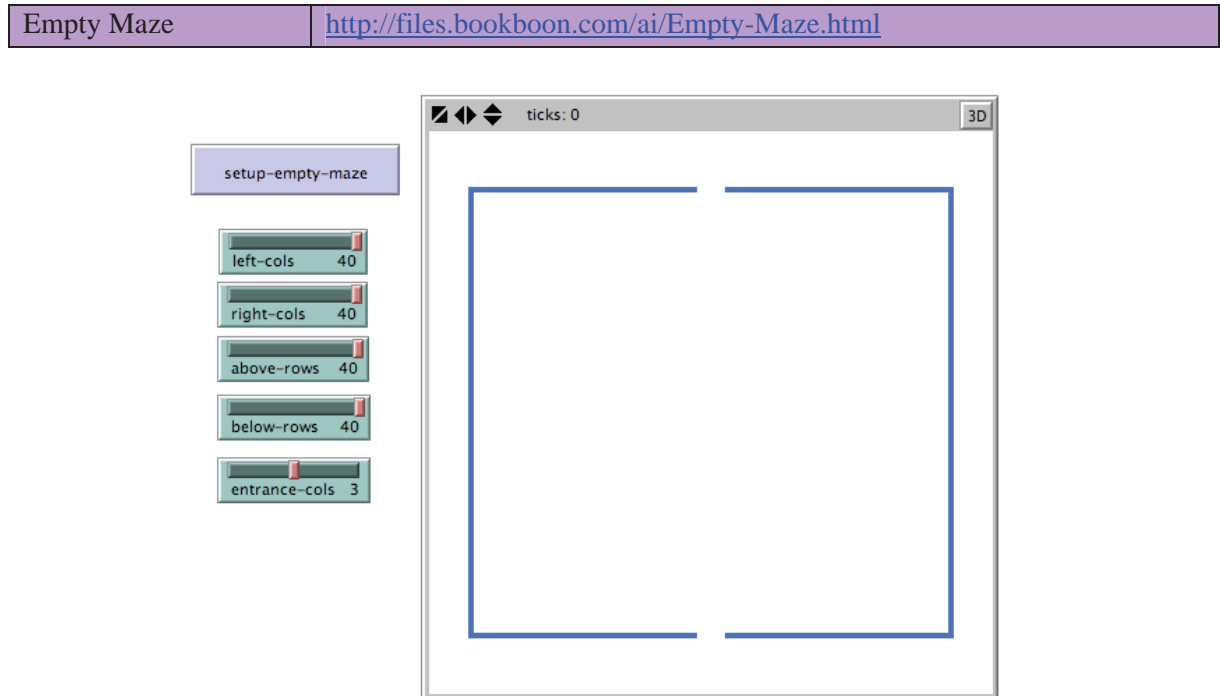 Empty Maze http://files.bookboon.com/ai/Empty-Maze.html
ticks: 0 3D
setup-empty-maze
left-cols 40
right-cols 40
above-rows 40
below-rows 40
entrance-cols 3